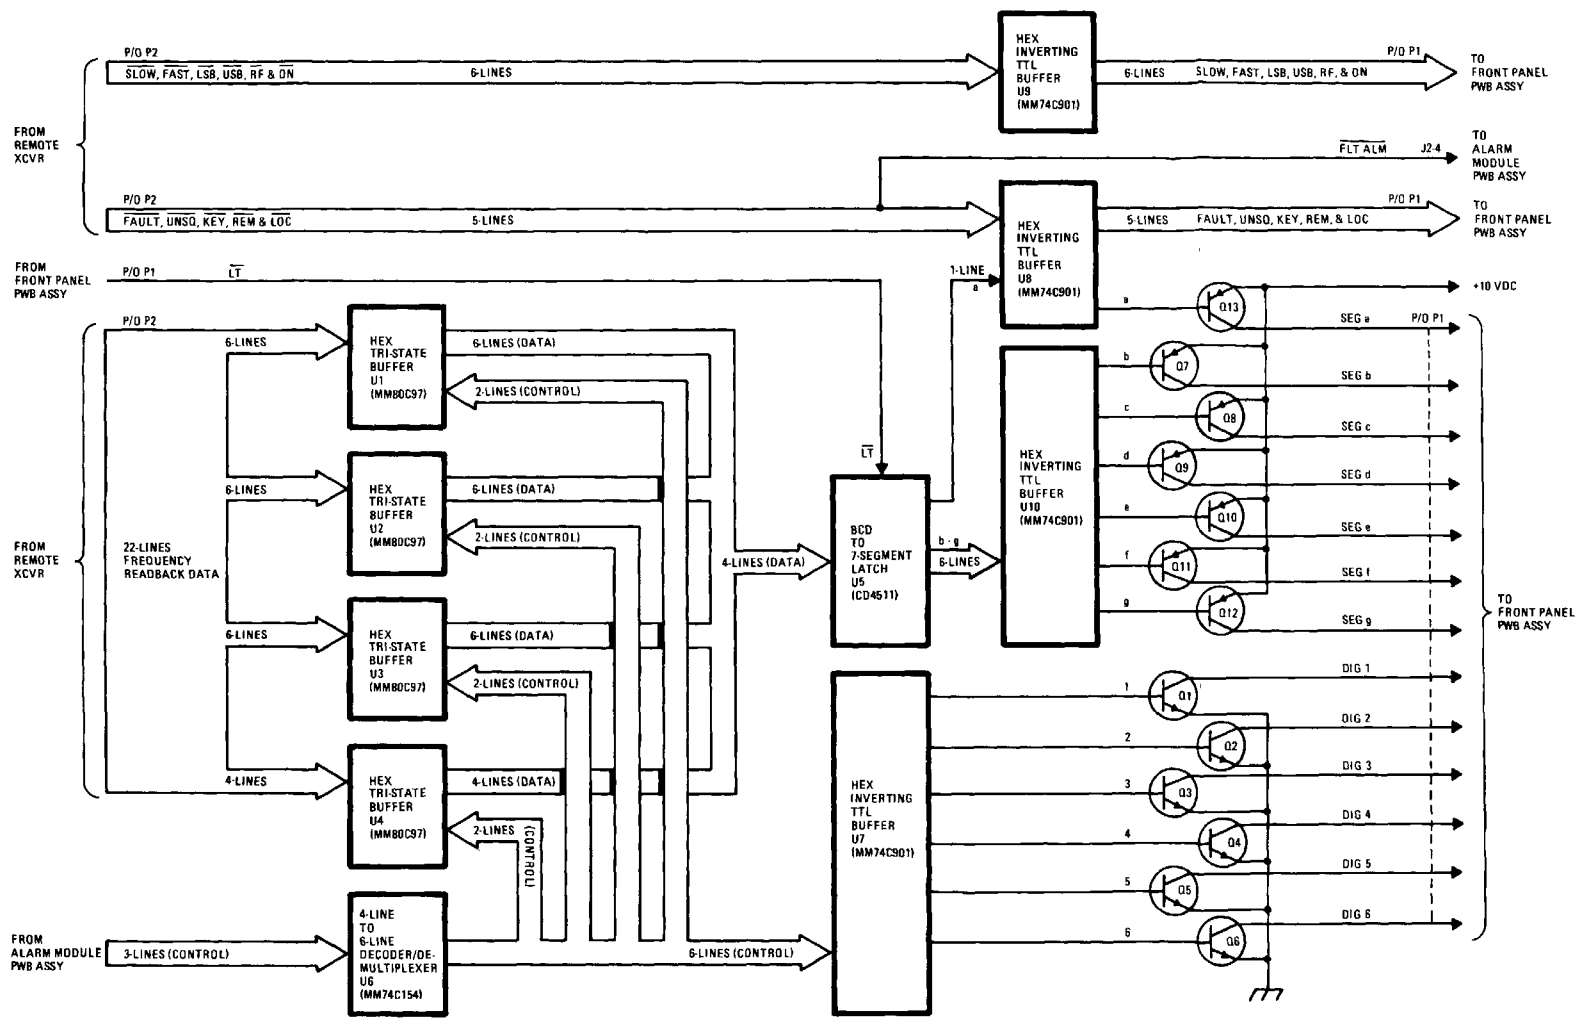 P/O P2
SLOW, FAST, LSB, USB, RF & ON
6-LINES
HEX
INVERTING
TTL
BUFFER
U9
(MM74C901)
P/O P1
6-LINES
SLOW, FAST, LSB, USB, RF, & ON
TO
FRONT PANEL
PWB ASSY
FROM
REMOTE
XCVR
FLT ALM
J2-4
TO
ALARM
MODULE
PWB ASSY
P/O P2
FAULT, UNSQ, KEY, REM & LOC
5-LINES
HEX
INVERTING
TTL
BUFFER
U8
(MM74C901)
P/O P1
5-LINES
FAULT, UNSQ, KEY, REM, & LOC
TO
FRONT PANEL
PWB ASSY
FROM
FRONT PANEL
PWB ASSY
P/O P1
LT
1-LINE
a
a
Q13
+10 VDC
SEG a
P/O P1
P/O P2
6-LINES
HEX
TRI-STATE
BUFFER
U1
(MM80C97)
6-LINES (DATA)
2-LINES (CONTROL)
6-LINES
HEX
TRI-STATE
BUFFER
U2
(MM80C97)
6-LINES (DATA)
2-LINES (CONTROL)
FROM
REMOTE
XCVR
22-LINES
FREQUENCY
READBACK DATA
6-LINES
HEX
TRI-STATE
BUFFER
U3
(MM80C97)
6-LINES (DATA)
2-LINES (CONTROL)
4-LINES
HEX
TRI-STATE
BUFFER
U4
(MM80C97)
4-LINES (DATA)
2-LINES
(CONTROL)
FROM
ALARM MODULE
PWB ASSY
3-LINES (CONTROL)
4-LINE
TO
6-LINE
DECODER/DE-
MULTIPLEXER
U6
(MM74C154)
6-LINES (CONTROL)
4-LINES (DATA)
LT
BCD
TO
7-SEGMENT
LATCH
U5
(CD4511)
b - g
6-LINES
HEX
INVERTING
TTL
BUFFER
U10
(MM74C901)
b
Q7
SEG b
c
Q8
SEG c
d
Q9
SEG d
e
Q10
SEG e
f
Q11
SEG f
g
Q12
SEG g
TO
FRONT PANEL
PWB ASSY
HEX
INVERTING
TTL
BUFFER
U7
(MM74C901)
1
Q1
DIG 1
2
Q2
DIG 2
3
Q3
DIG 3
4
Q4
DIG 4
5
Q5
DIG 5
6
Q6
DIG 6